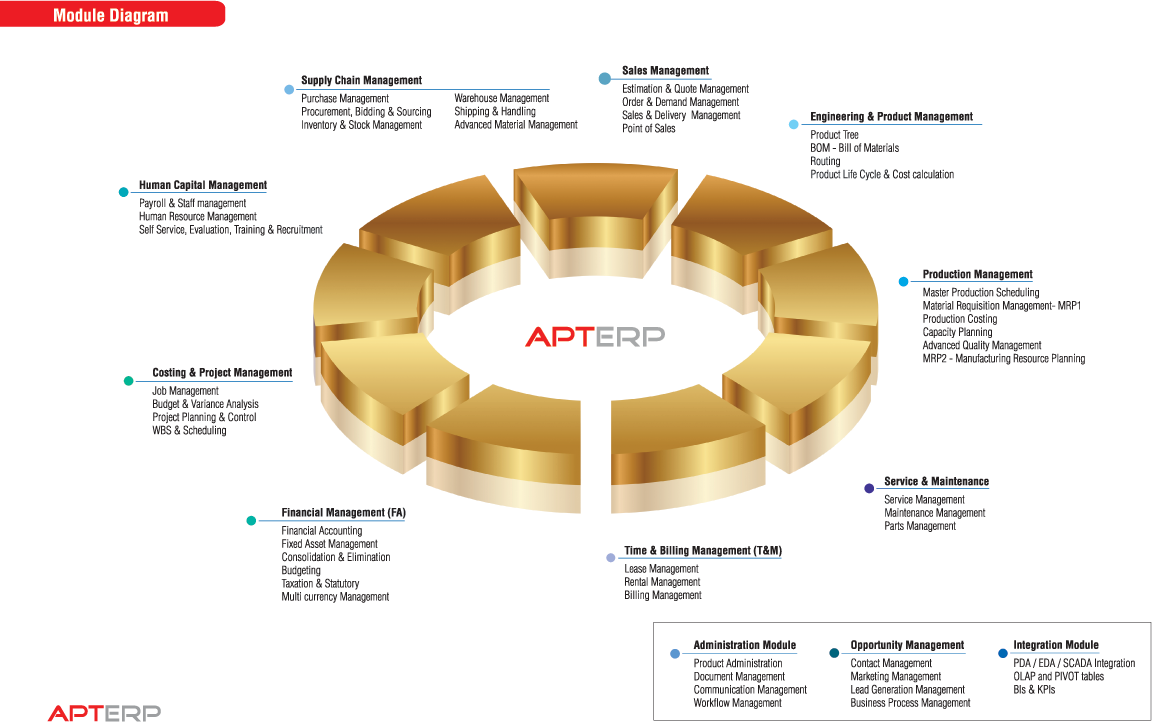 Module Diagram
Supply Chain Management
Purchase Management
Procurement, Bidding & Sourcing
Inventory & Stock Management
Warehouse Management
Shipping & Handling
Advanced Material Management
Sales Management
Estimation & Quote Management
Order & Demand Management
Sales & Delivery Management
Point of Sales
Engineering & Product Management
Product Tree
BOM - Bill of Materials
Routing
Product Life Cycle & Cost calculation
Human Capital Management
Payroll & Staff management
Human Resource Management
Self Service, Evaluation, Training & Recruitment
Production Management
Master Production Scheduling
Material Requisition Management- MRP1
Production Costing
Capacity Planning
Advanced Quality Management
MRP2 - Manufacturing Resource Planning
APTERP
Costing & Project Management
Job Management
Budget & Variance Analysis
Project Planning & Control
WBS & Scheduling
Service & Maintenance
Service Management
Maintenance Management
Parts Management
Financial Management (FA)
Financial Accounting
Fixed Asset Management
Consolidation & Elimination
Budgeting
Taxation & Statutory
Multi currency Management
Time & Billing Management (T&M)
Lease Management
Rental Management
Billing Management
Administration Module
Product Administration
Document Management
Communication Management
Workflow Management
Opportunity Management
Contact Management
Marketing Management
Lead Generation Management
Business Process Management
Integration Module
PDA / EDA / SCADA Integration
OLAP and PIVOT tables
BIs & KPIs
APTERP